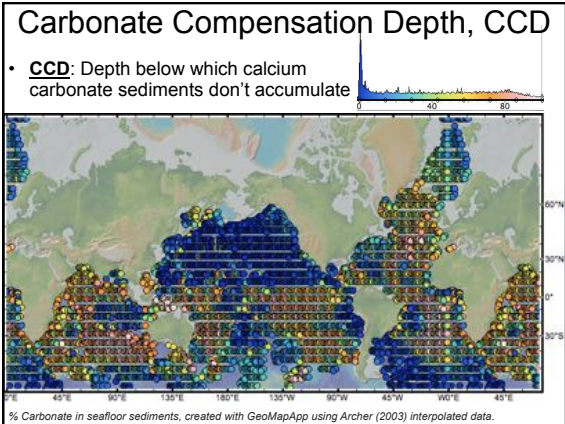 Carbonate Compensation Depth, CCD
• CCD: Depth below which calcium
carbonate sediments don't accumulate
0 40 80
60°N
30°N
0°
30°S
0°E 45°E 90°E 135°E 180°E 135°W 90°W 45°W 0°E 45°E
% Carbonate in seafloor sediments, created with GeoMapApp using Archer (2003) interpolated data.